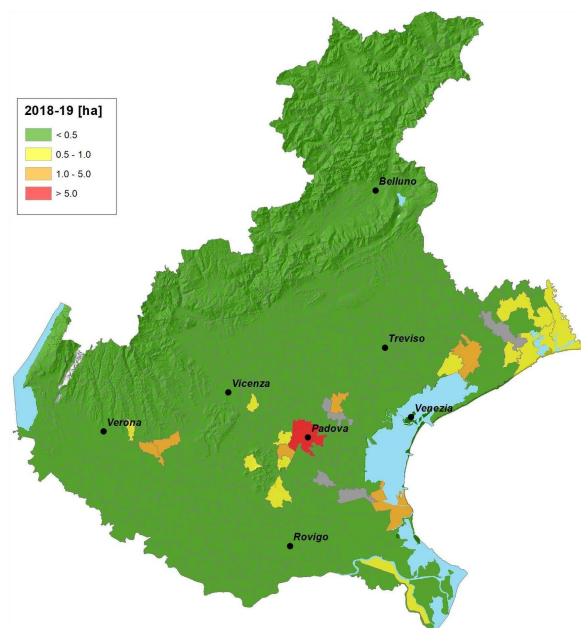 2018-19 [ha]
< 0.5
0.5 - 1.0
1.0 - 5.0
> 5.0
Belluno
Treviso
Vicenza
Venezia
Verona
Padova
Rovigo